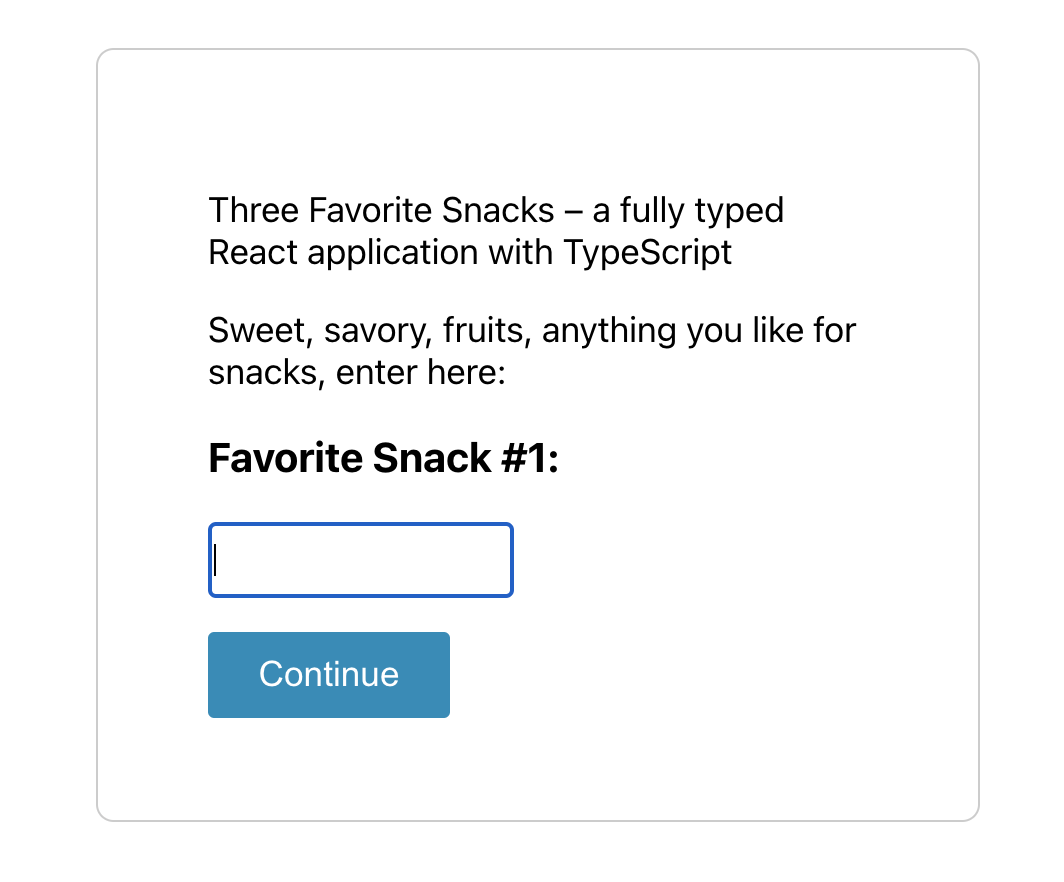 Three Favorite Snacks – a fully typed
React application with TypeScript
Sweet, savory, fruits, anything you like for
snacks, enter here:
Favorite Snack #1:
Continue